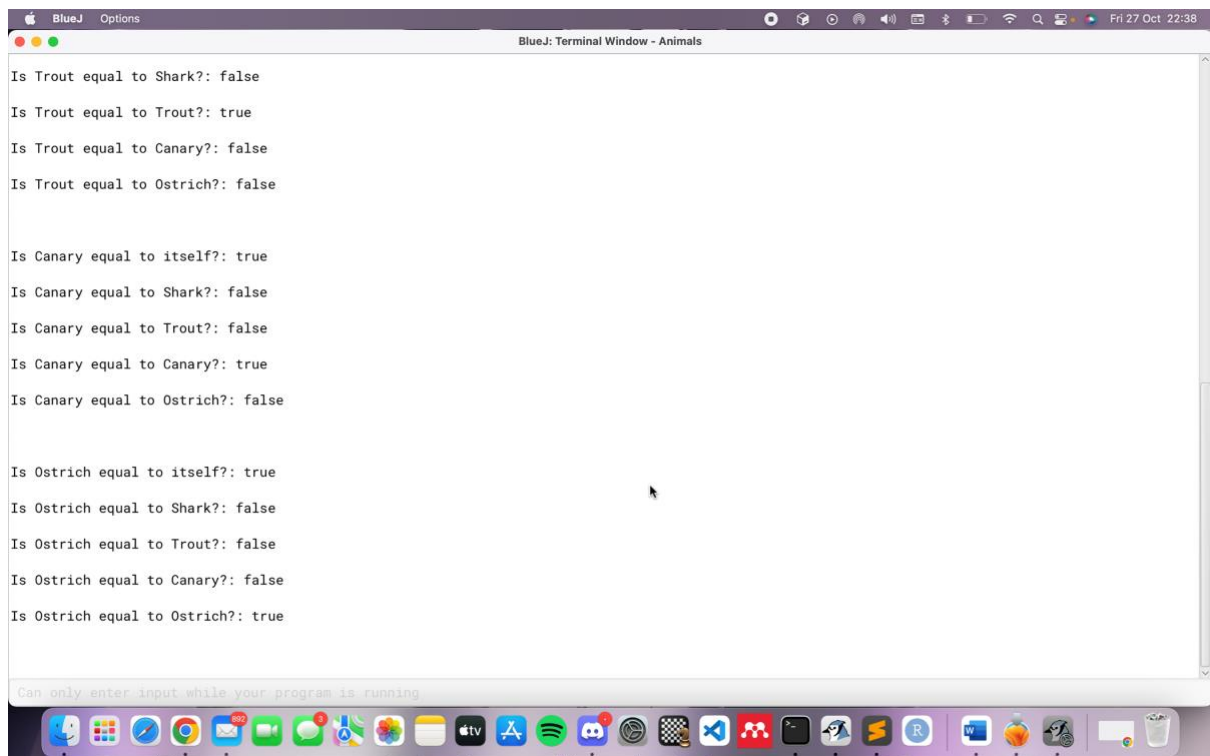 BlueJ Options Fri 27 Oct 22:38
BlueJ: Terminal Window - Animals
Is Trout equal to Shark?: false
Is Trout equal to Trout?: true
Is Trout equal to Canary?: false
Is Trout equal to Ostrich?: false
Is Canary equal to itself?: true
Is Canary equal to Shark?: false
Is Canary equal to Trout?: false
Is Canary equal to Canary?: true
Is Canary equal to Ostrich?: false
Is Ostrich equal to itself?: true
Is Ostrich equal to Shark?: false
Is Ostrich equal to Trout?: false
Is Ostrich equal to Canary?: false
Is Ostrich equal to Ostrich?: true
Can only enter input while your program is running
892 3 tv R W